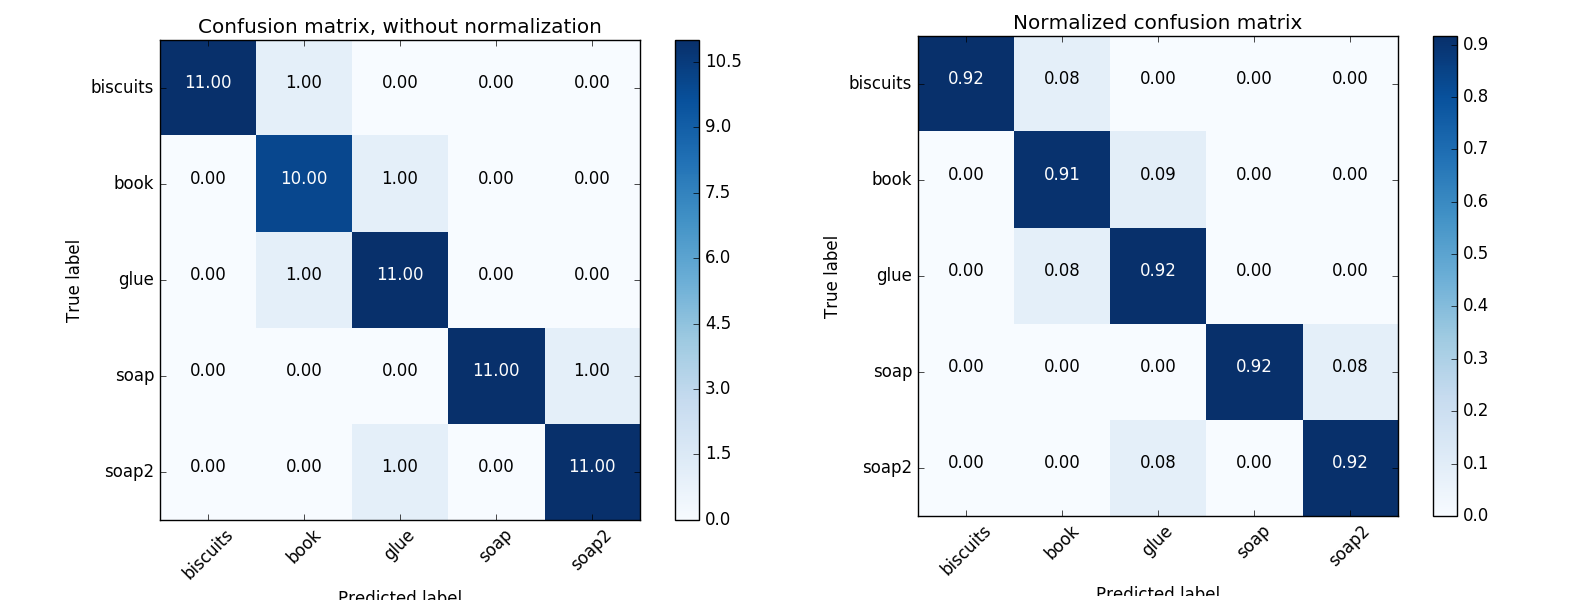 Confusion matrix, without normalization
biscuits 11.00 1.00 0.00 0.00 0.00
book 0.00 10.00 1.00 0.00 0.00
glue 0.00 1.00 11.00 0.00 0.00
soap 0.00 0.00 0.00 11.00 1.00
soap2 0.00 0.00 1.00 0.00 11.00
True label
biscuits book glue soap soap2
Predicted label
10.5
9.0
7.5
6.0
4.5
3.0
1.5
0.0
Normalized confusion matrix
biscuits 0.92 0.08 0.00 0.00 0.00
book 0.00 0.91 0.09 0.00 0.00
glue 0.00 0.08 0.92 0.00 0.00
soap 0.00 0.00 0.00 0.92 0.08
soap2 0.00 0.00 0.08 0.00 0.92
True label
biscuits book glue soap soap2
Predicted label
0.9
0.8
0.7
0.6
0.5
0.4
0.3
0.2
0.1
0.0